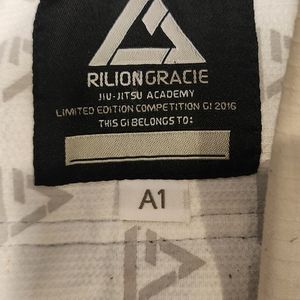 RILIONGRACIE
JIU-JITSU ACADEMY
LIMITED EDITION COMPETITION GI 2016
THIS GI BELONGS TO:
A1